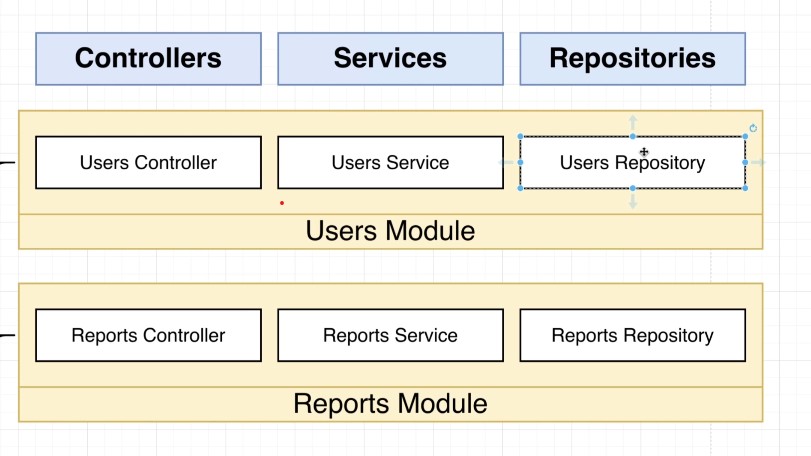 Controllers
Services
Repositories
Users Controller
Users Service
Users Repository
Users Module
Reports Controller
Reports Service
Reports Repository
Reports Module